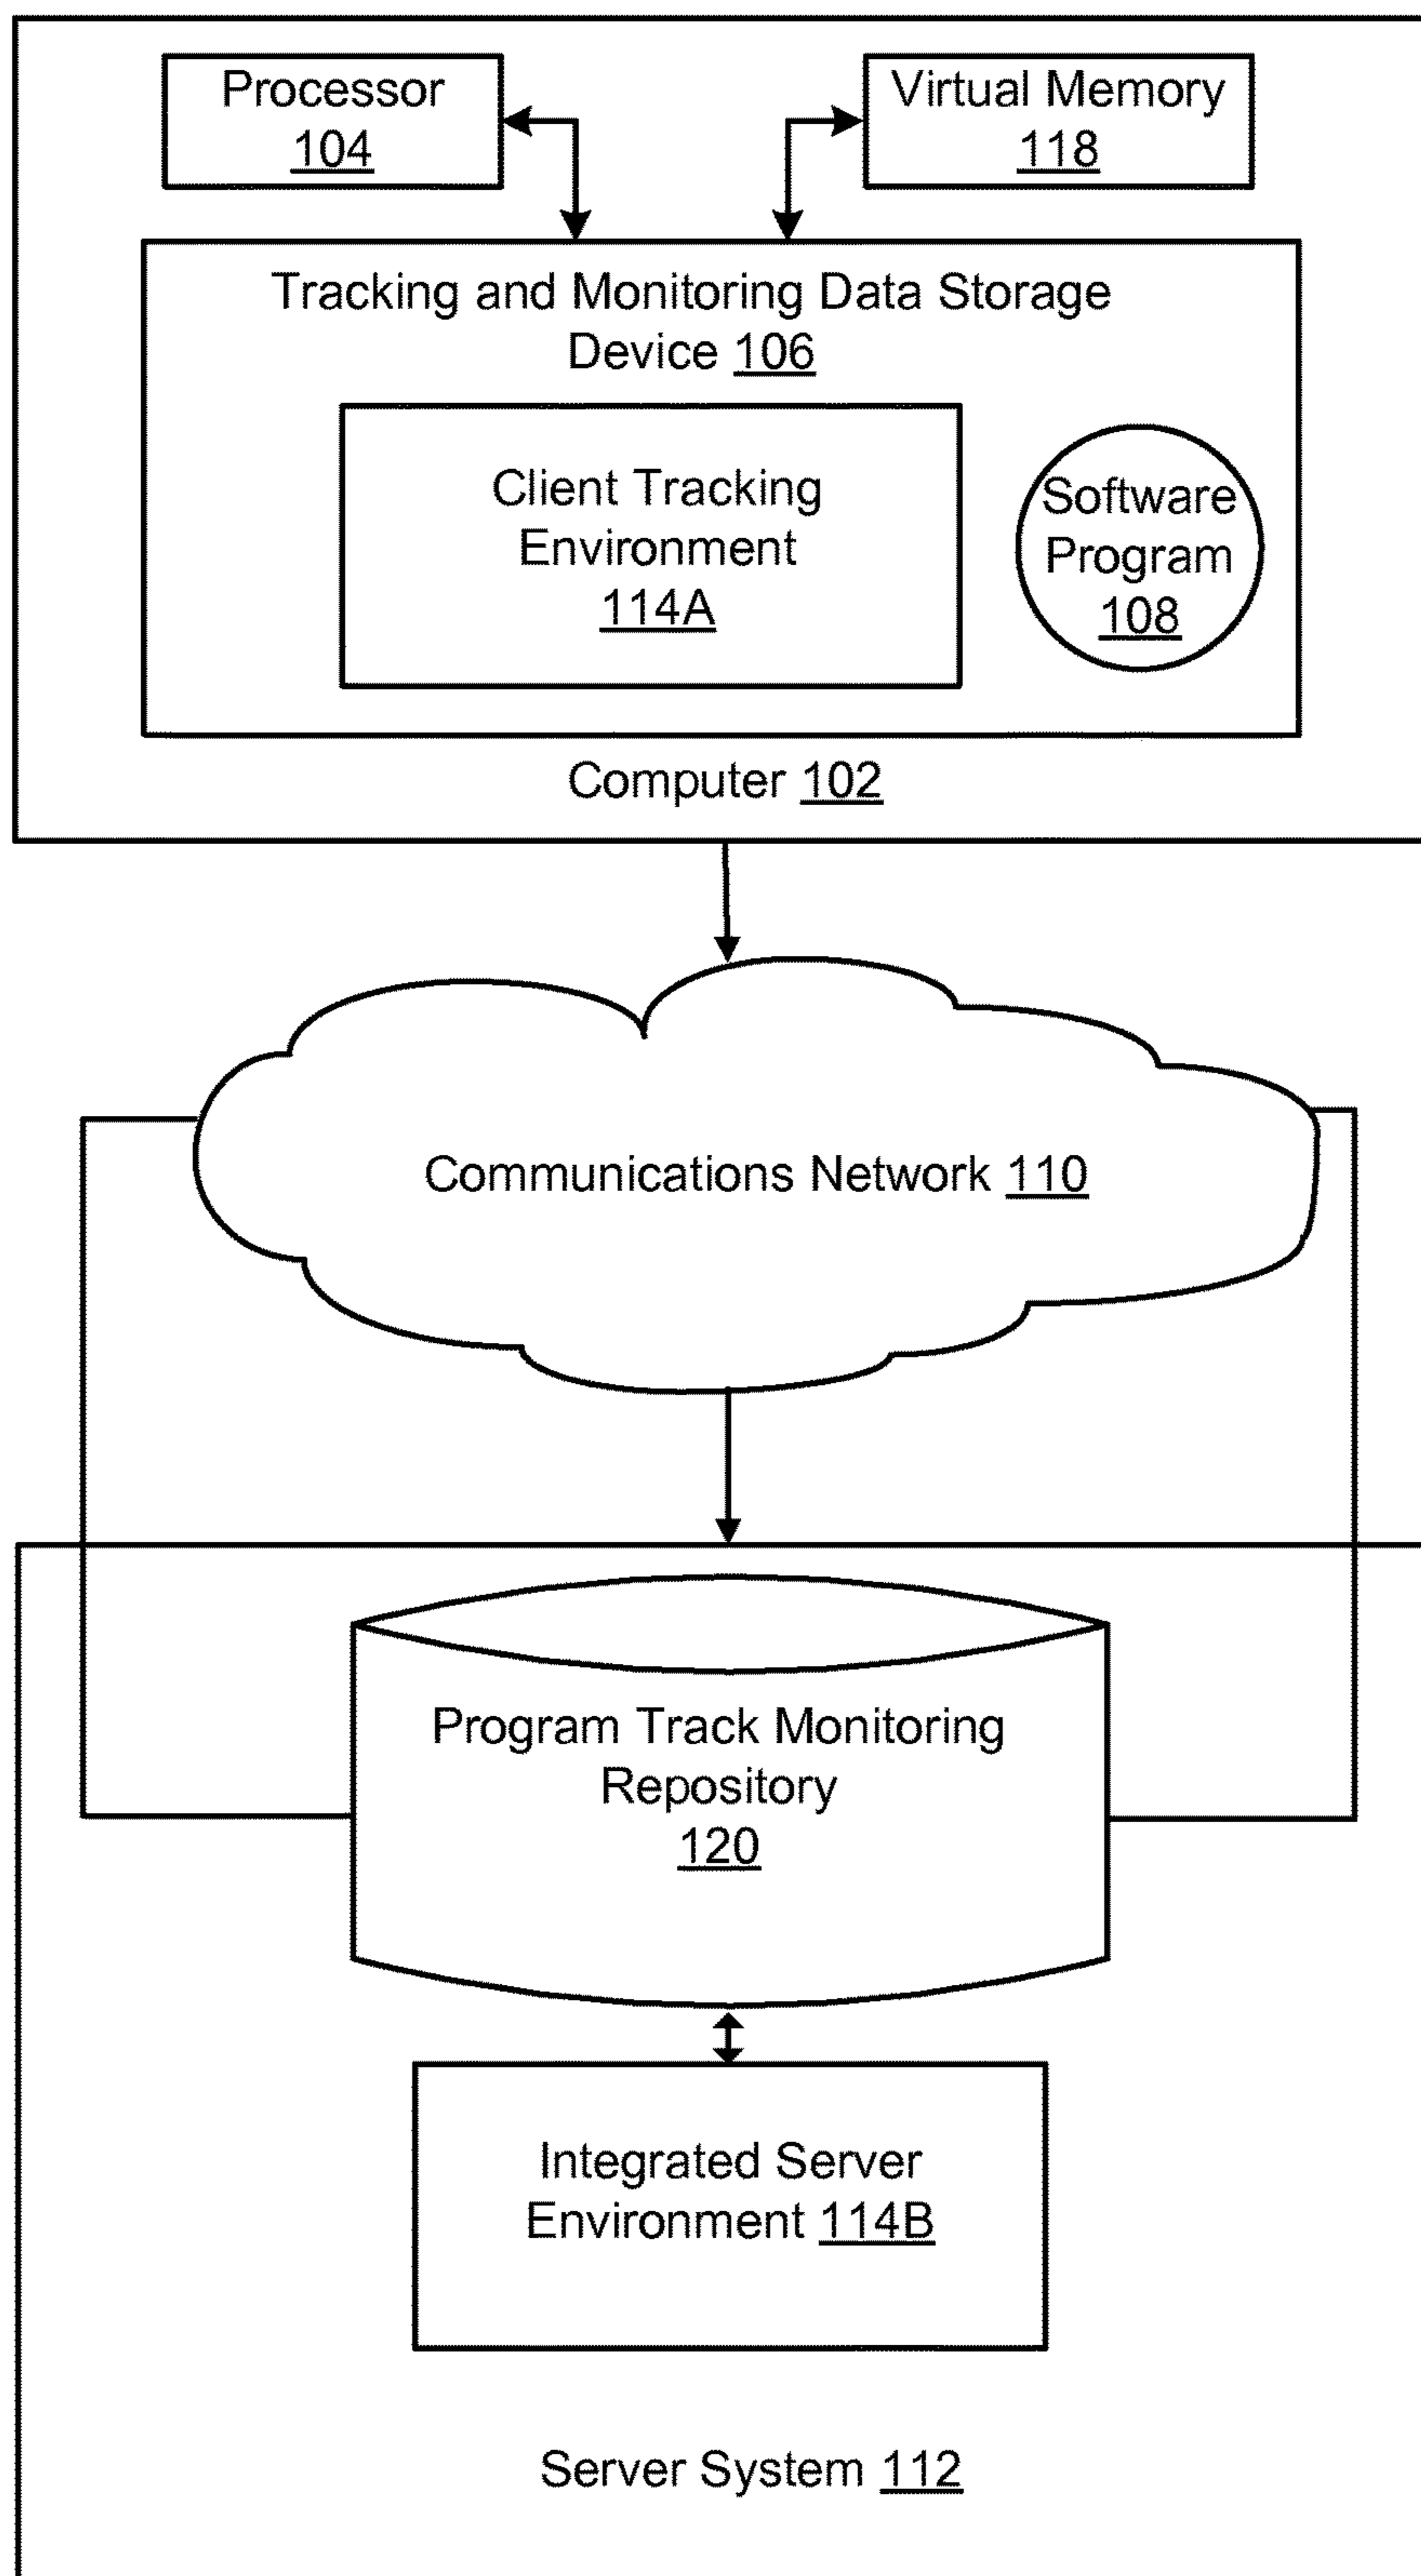 Processor
104
Virtual Memory
118
Tracking and Monitoring Data Storage
Device 106
Client Tracking
Environment
114A
Software
Program
108
Computer 102
Communications Network 110
Program Track Monitoring
Repository
120
Integrated Server
Environment 114B
Server System 112